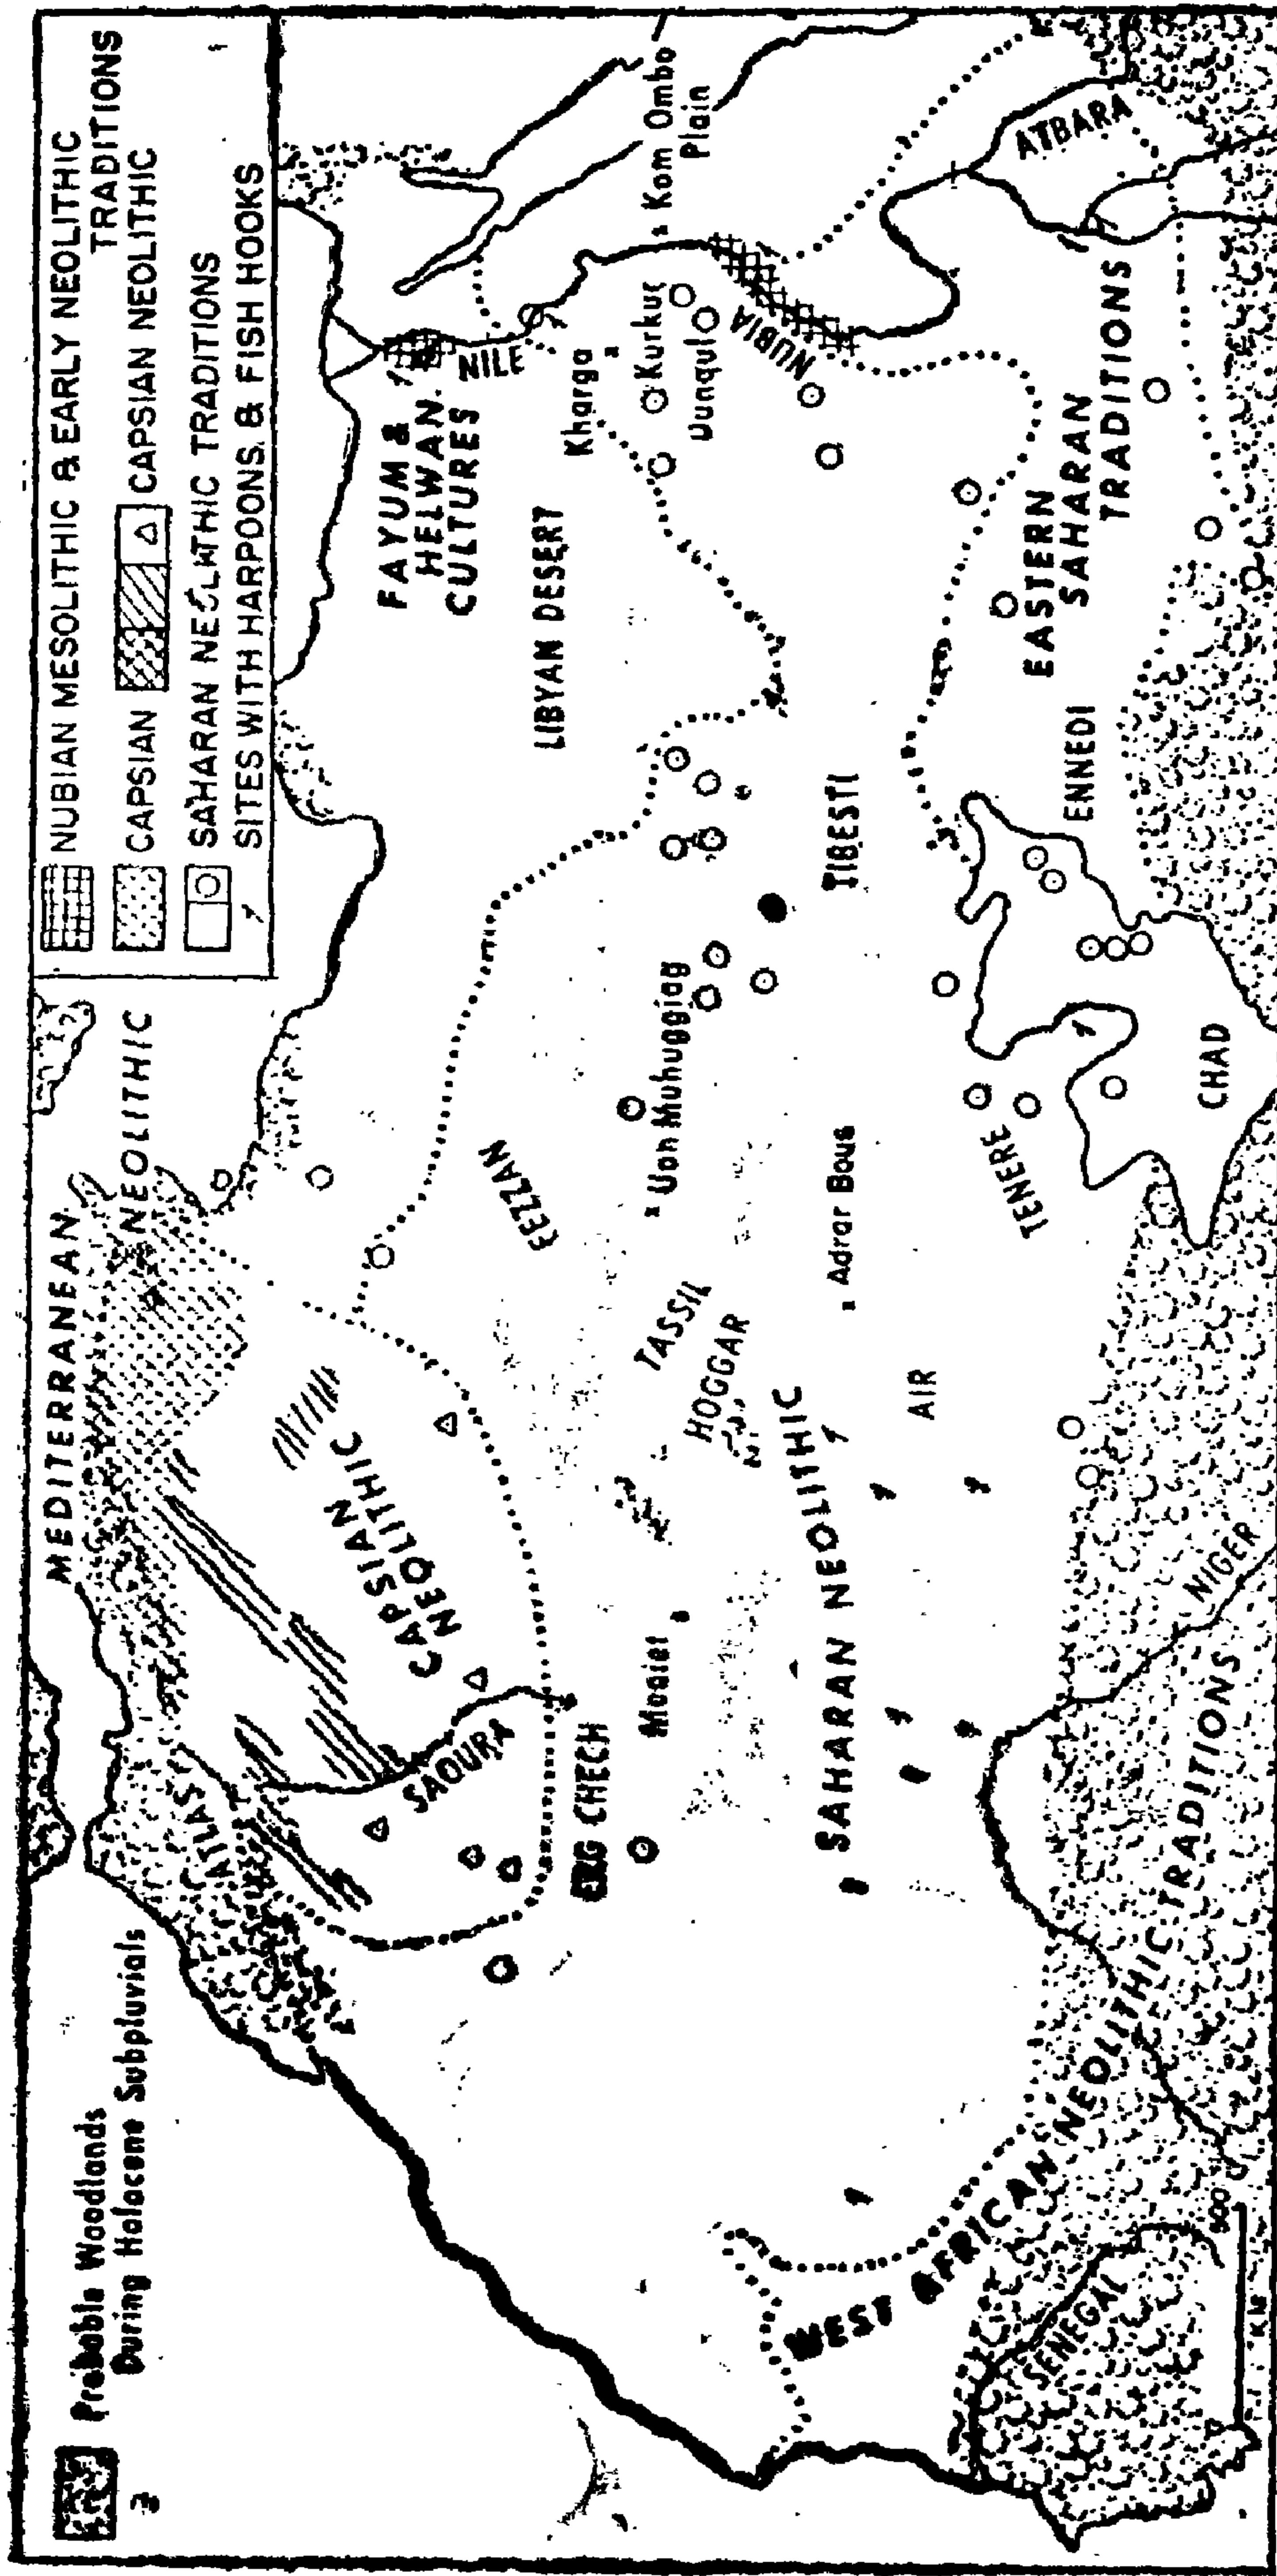 Probable Woodlands
During Holocene Subpluvials
NUBIAN MESOLITHIC & EARLY NEOLITHIC
TRADITIONS
CAPSIAN
CAPSIAN NEOLITHIC
SAHARAN NEOLITHIC TRADITIONS
SITES WITH HARPOONS & FISH HOOKS
MEDITERRANEAN
NEOLITHIC
ATLAS
SAOURA
CAPSIAN
NEOLITHIC
ERG CHECH
FEZZAN
LIBYAN DESERT
FAYUM &
HELWAN
CULTURES
NILE
Kharga
Kurkur
Dunqul
Kom Ombo
Plain
NUBIA
ATBARA
TASSIL
HOGGAR
Uan Muhuggiag
Adrar Bous
TIBESTI
SAHARAN NEOLITHIC
AIR
TENERE
CHAD
ENNEDI
EASTERN
SAHARAN
TRADITIONS
WEST AFRICAN NEOLITHIC TRADITIONS
NIGER
SENEGAL
500